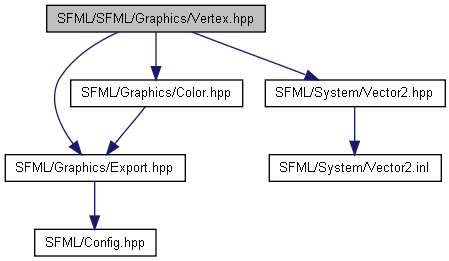 SFML/SFML/Graphics/Vertex.hpp
SFML/Graphics/Color.hpp
SFML/System/Vector2.hpp
SFML/Graphics/Export.hpp
SFML/System/Vector2.inl
SFML/Config.hpp